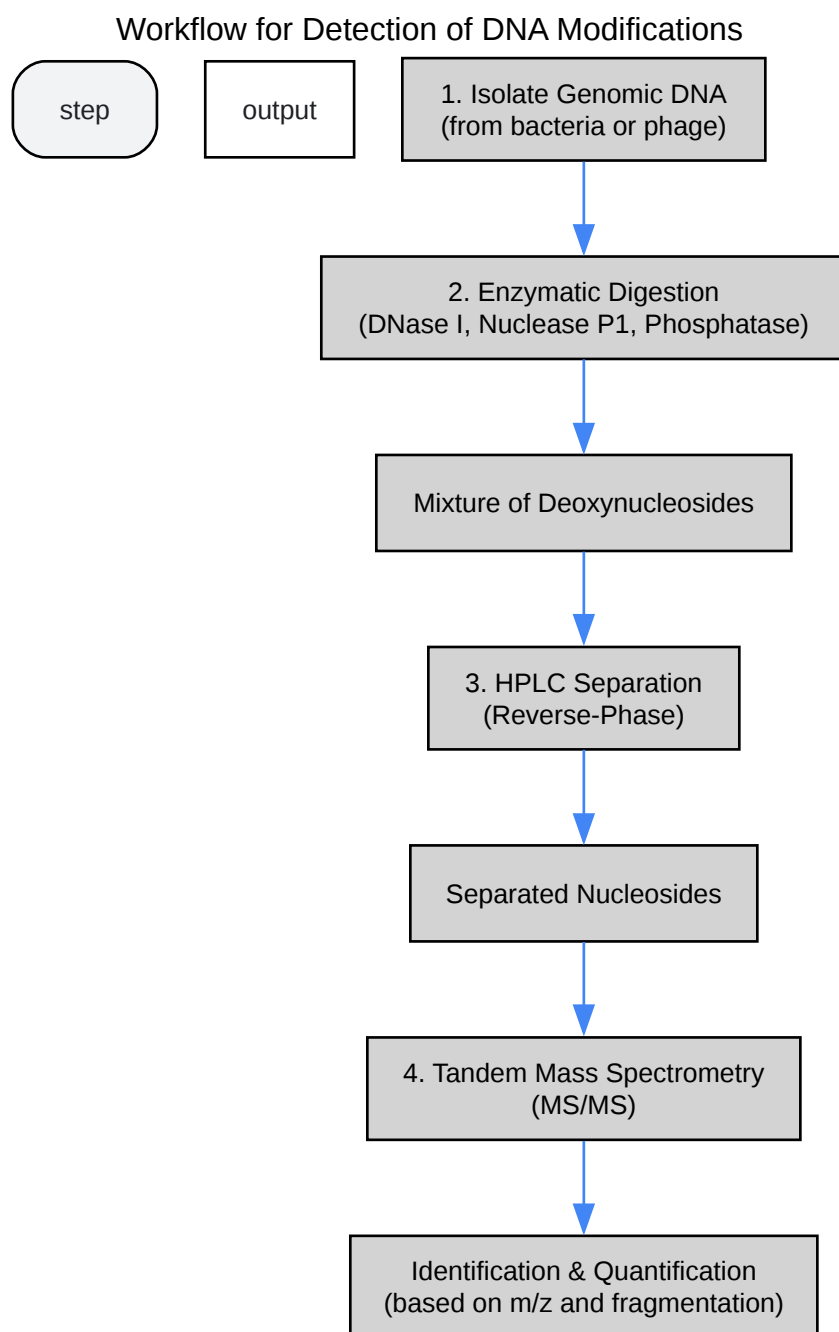 Workflow for Detection of DNA Modifications
step
output
1. Isolate Genomic DNA
(from bacteria or phage)
2. Enzymatic Digestion
(DNase I, Nuclease P1, Phosphatase)
Mixture of Deoxynucleosides
3. HPLC Separation
(Reverse-Phase)
Separated Nucleosides
4. Tandem Mass Spectrometry
(MS/MS)
Identification & Quantification
(based on m/z and fragmentation)